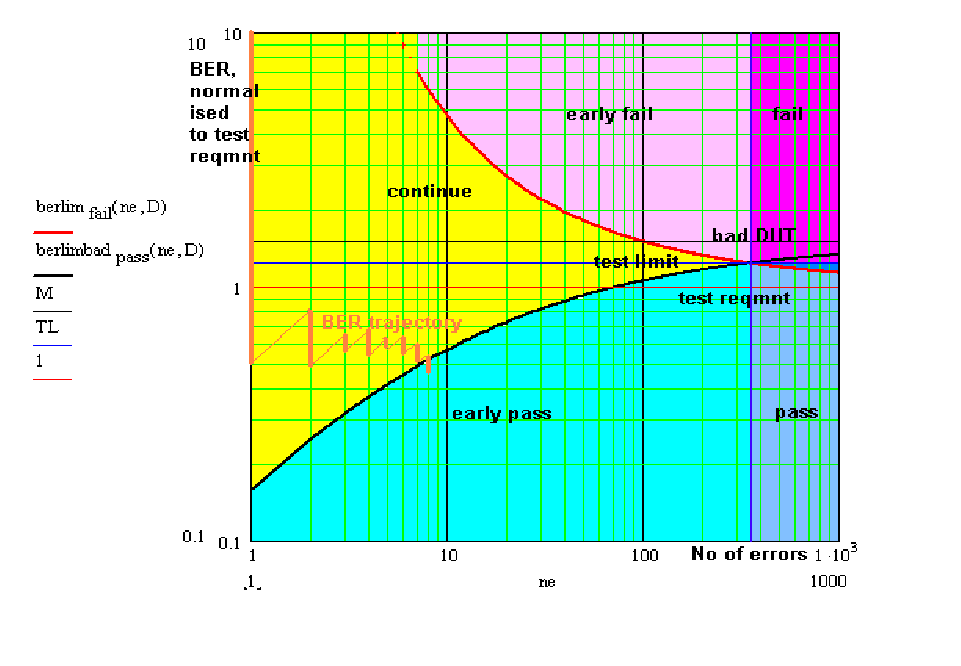 10
10
BER,
normal
ised
to test
reqmnt
early fail
fail
continue
berlim fail(ne,D)
berlimbad pass(ne,D)
M
TL
1
bad DUT
test limit
1
test reqmnt
BER trajectory
early pass
pass
0.1
0.1
1
10
100
No of errors
1·10³
.1.
ne
1000